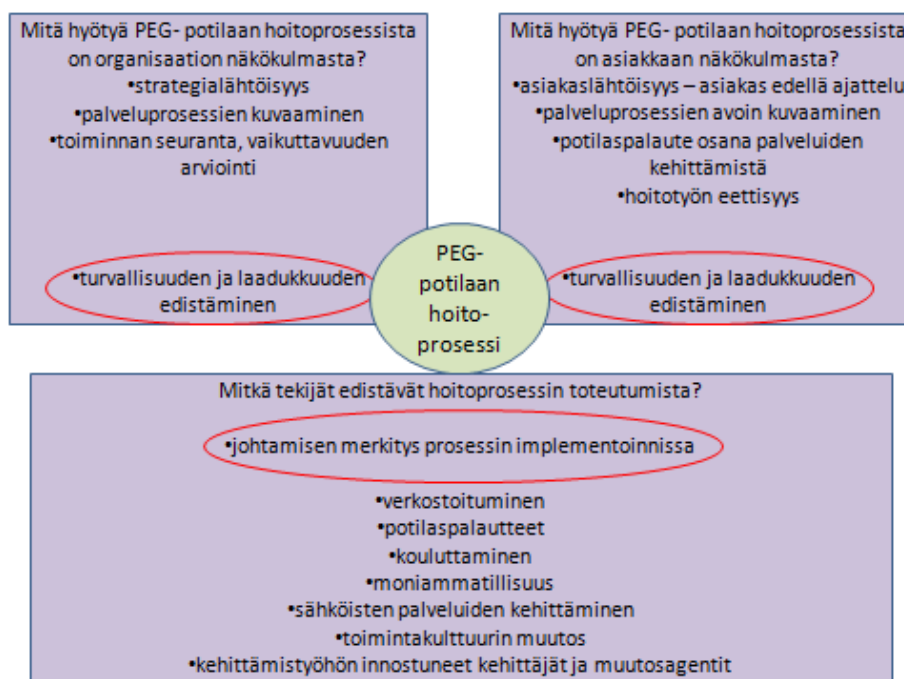 Mitä hyötyä PEG- potilaan hoitoprosessista
on organisaation näkökulmasta?
•strategialähtöisyys
•palveluprosessien kuvaaminen
•toiminnan seuranta, vaikuttavuuden
arviointi
•turvallisuuden ja laadukkuuden
edistäminen
Mitä hyötyä PEG- potilaan hoitoprosessista
on asiakkaan näkökulmasta?
•asiakaslähtöisyys – asiakas edellä ajattelu
•palveluprosessien avoin kuvaaminen
•potilaspalaute osana palveluiden
kehittämistä
•hoitotyön eettisyys
•turvallisuuden ja laadukkuuden
edistäminen
PEG-
potilaan
hoito-
prosessi
Mitkä tekijät edistävät hoitoprosessin toteutumista?
•johtamisen merkitys prosessin implementoinnissa
•verkostoituminen
•potilaspalautteet
•kouluttaminen
•moniammatillisuus
•sähköisten palveluiden kehittäminen
•toimintakulttuurin muutos
•kehittämistyöhön innostuneet kehittäjät ja muutosagentit